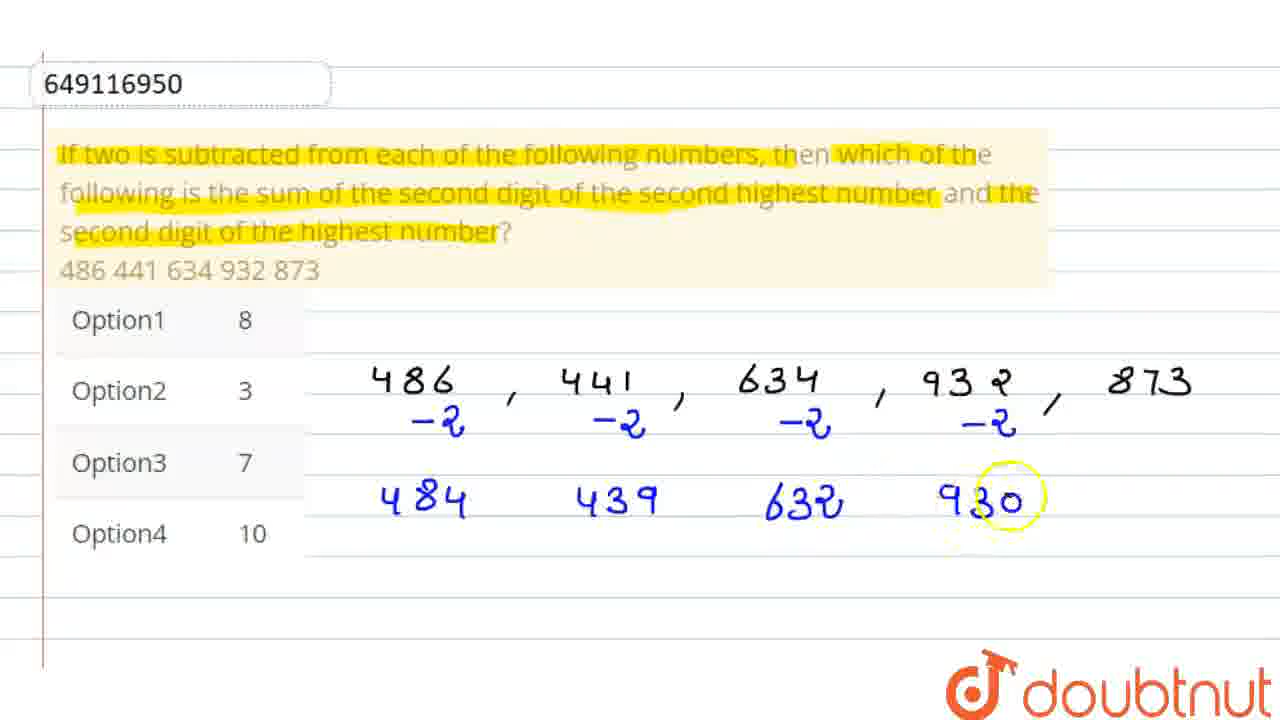 649116950
If two is subtracted from each of the following numbers, then which of the
following is the sum of the second digit of the second highest number and the
second digit of the highest number?
486 441 634 932 873
Option1 8
Option2 3
Option3 7
Option4 10
486 , 441 , 634 , 932 , 873
-2 -2 -2 -2
484 439 632 930
doubtnut